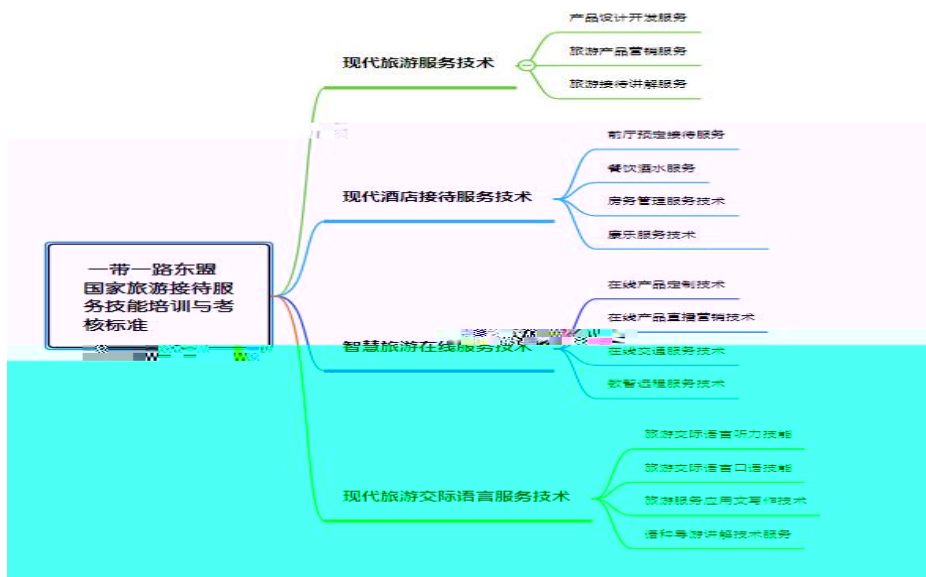 产品设计开发服务
现代旅游服务技术
旅游产品营销服务
旅游接待讲解服务
前厅预定接待服务
餐饮酒水服务
现代酒店接待服务技术
房务管理服务技术
康乐服务技术
一带一路东盟
国家旅游接待服
务技能培训与考
核标准
在线产品定制技术
在线产品直播营销技术
智慧旅游在线服务技术
在线交通服务技术
数智远程服务技术
旅游交际语言听力技能
旅游交际语言口语技能
现代旅游交际语言服务技术
旅游服务应用文写作技术
语种导游讲解技术服务